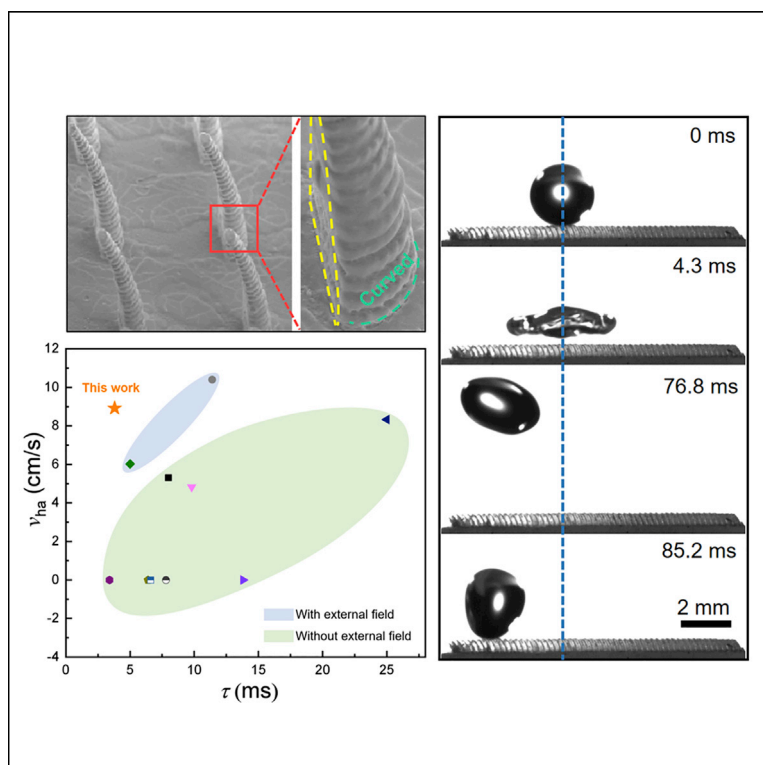 Curved
12
10
8
6
4
2
0
-2
-4
0
5
10
15
20
25
v_ha (cm/s)
τ (ms)
This work
With external field
Without external field
0 ms
4.3 ms
76.8 ms
85.2 ms
2 mm